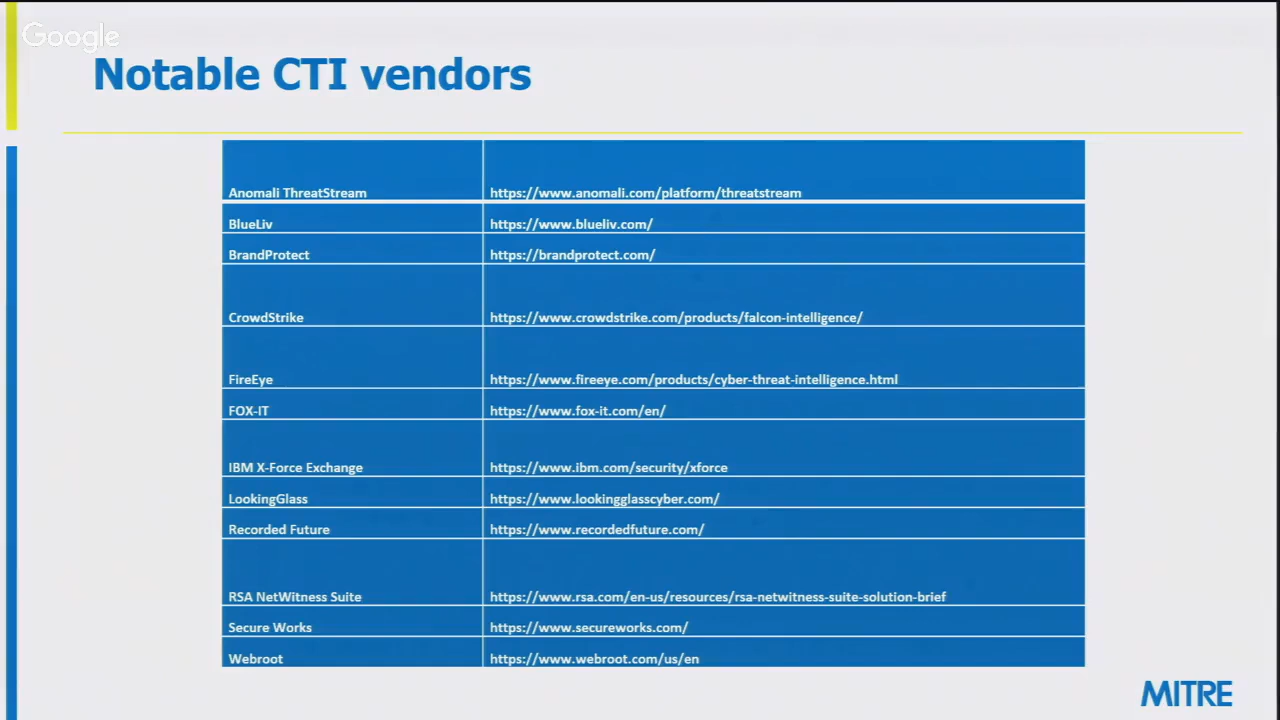 Google
Notable CTI vendors
Anomali ThreatStream https://www.anomali.com/platform/threatstream
BlueLiv https://www.blueliv.com/
BrandProtect https://brandprotect.com/
CrowdStrike https://www.crowdstrike.com/products/falcon-intelligence/
FireEye https://www.fireeye.com/products/cyber-threat-intelligence.html
FOX-IT https://www.fox-it.com/en/
IBM X-Force Exchange https://www.ibm.com/security/xforce
LookingGlass https://www.lookingglasscyber.com/
Recorded Future https://www.recordedfuture.com/
RSA NetWitness Suite https://www.rsa.com/en-us/resources/rsa-netwitness-suite-solution-brief
Secure Works https://www.secureworks.com/
Webroot https://www.webroot.com/us/en
MITRE